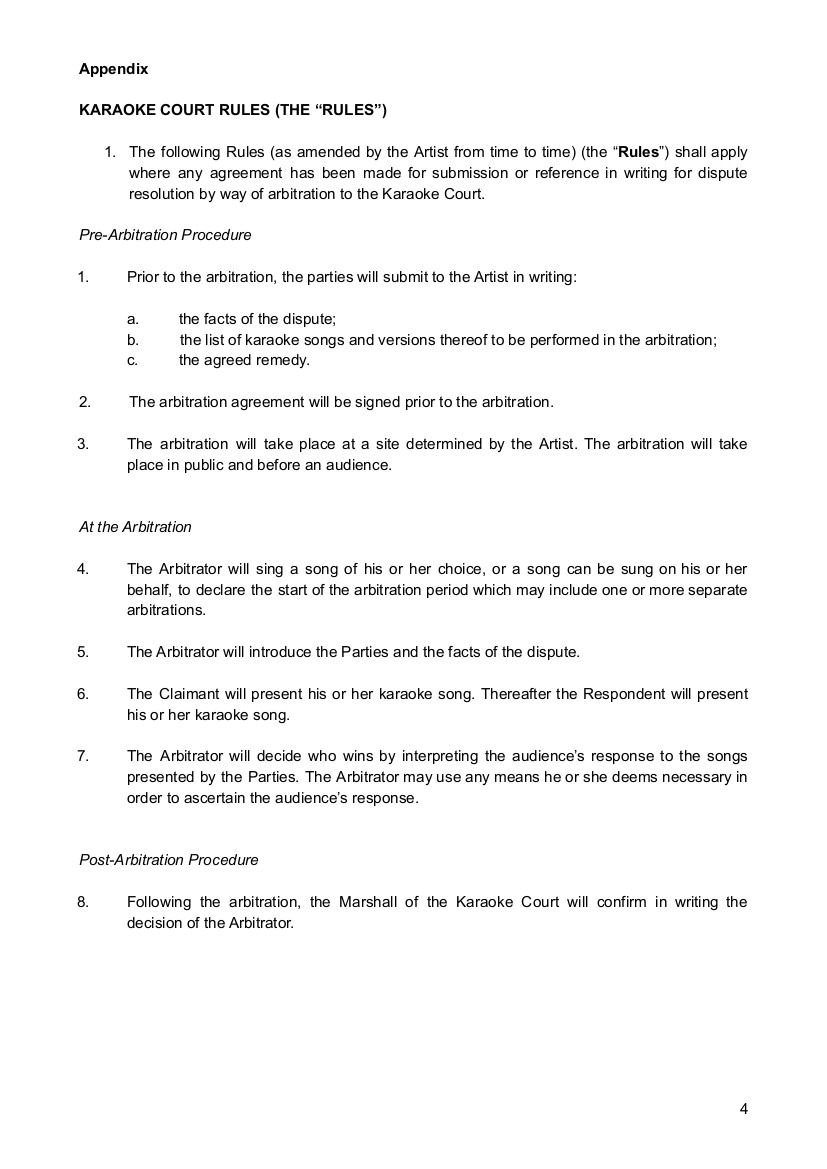 Appendix
KARAOKE COURT RULES (THE “RULES”)
1. The following Rules (as amended by the Artist from time to time) (the “Rules”) shall apply
where any agreement has been made for submission or reference in writing for dispute
resolution by way of arbitration to the Karaoke Court.
Pre-Arbitration Procedure
1. Prior to the arbitration, the parties will submit to the Artist in writing:
a. the facts of the dispute;
b. the list of karaoke songs and versions thereof to be performed in the arbitration;
c. the agreed remedy.
2. The arbitration agreement will be signed prior to the arbitration.
3. The arbitration will take place at a site determined by the Artist. The arbitration will take
place in public and before an audience.
At the Arbitration
4. The Arbitrator will sing a song of his or her choice, or a song can be sung on his or her
behalf, to declare the start of the arbitration period which may include one or more separate
arbitrations.
5. The Arbitrator will introduce the Parties and the facts of the dispute.
6. The Claimant will present his or her karaoke song. Thereafter the Respondent will present
his or her karaoke song.
7. The Arbitrator will decide who wins by interpreting the audience’s response to the songs
presented by the Parties. The Arbitrator may use any means he or she deems necessary in
order to ascertain the audience’s response.
Post-Arbitration Procedure
8. Following the arbitration, the Marshall of the Karaoke Court will confirm in writing the
decision of the Arbitrator.
4